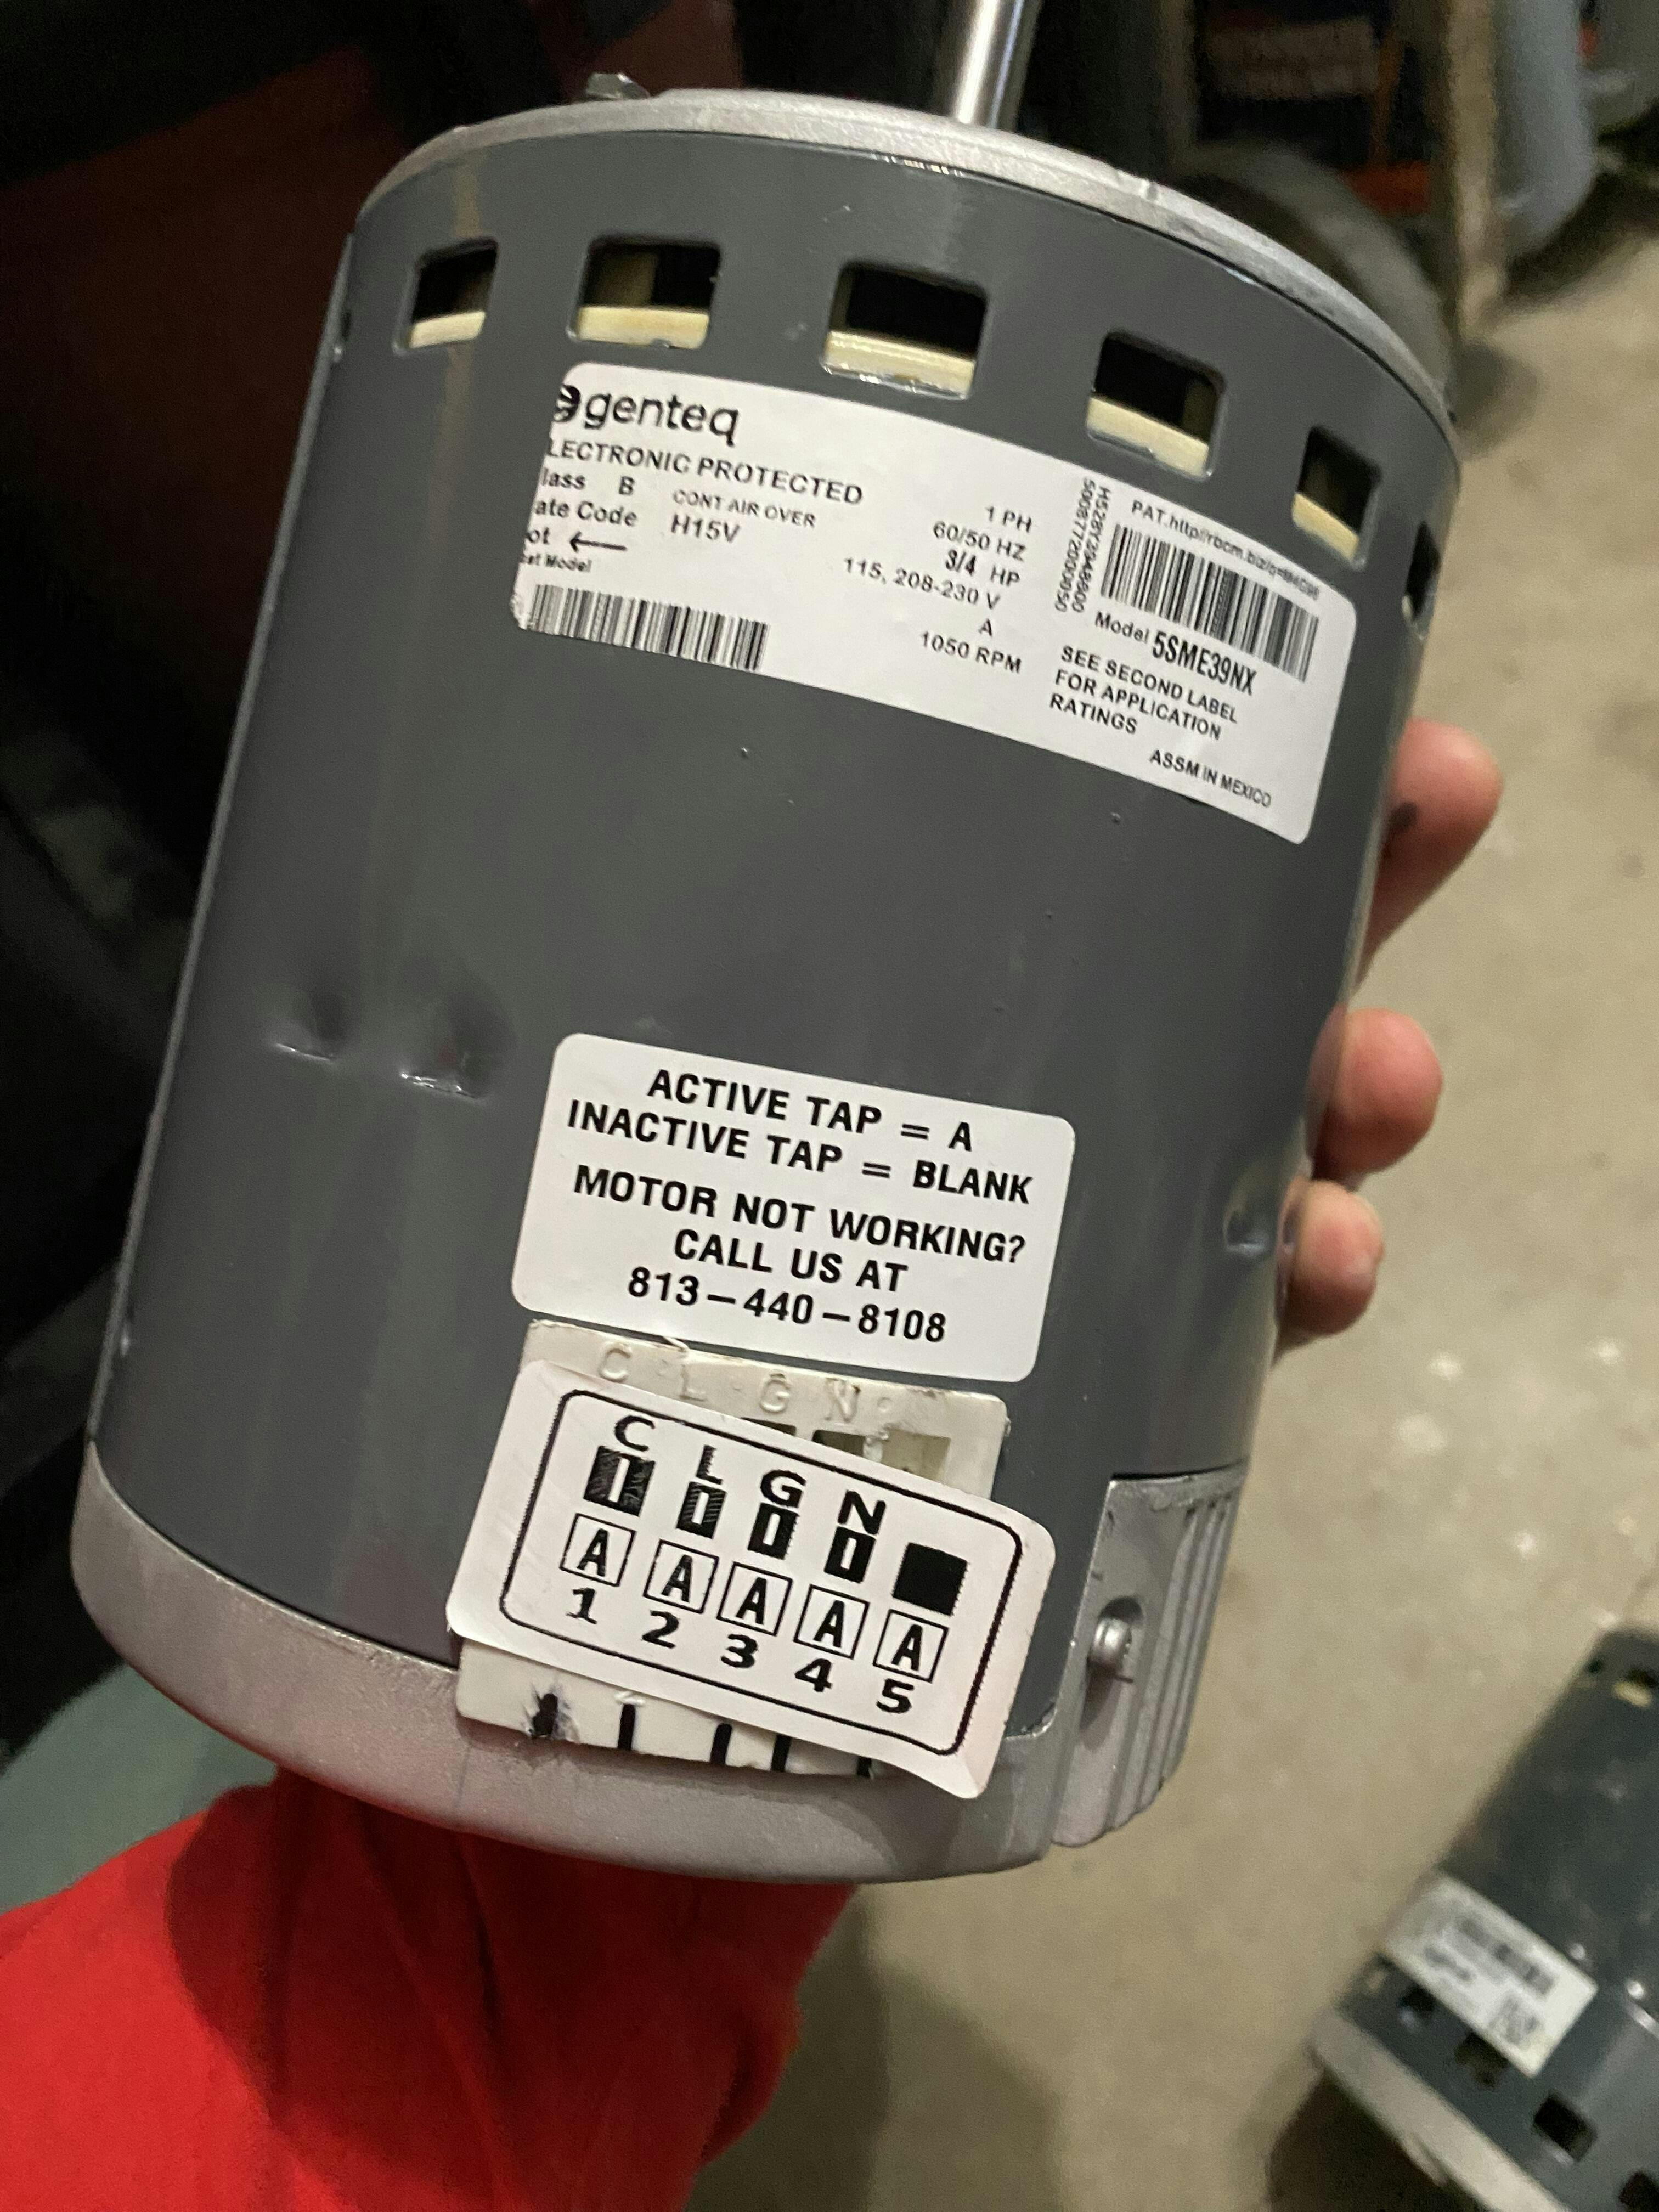 genteq
LECTRONIC PROTECTED
lass B CONT AIR OVER
ate Code H15V
ot ←
1 PH
60/50 HZ
3/4 HP
115, 208-230 V
A
1050 RPM
PAT.http//rbcm.biz/q=
Model 5SME39NX
SEE SECOND LABEL
FOR APPLICATION
RATINGS
ASSM IN MEXICO
ACTIVE TAP = A
INACTIVE TAP = BLANK
MOTOR NOT WORKING?
CALL US AT
813-440-8108
C L G N
C L G N
A A A A A
1 2 3 4 5